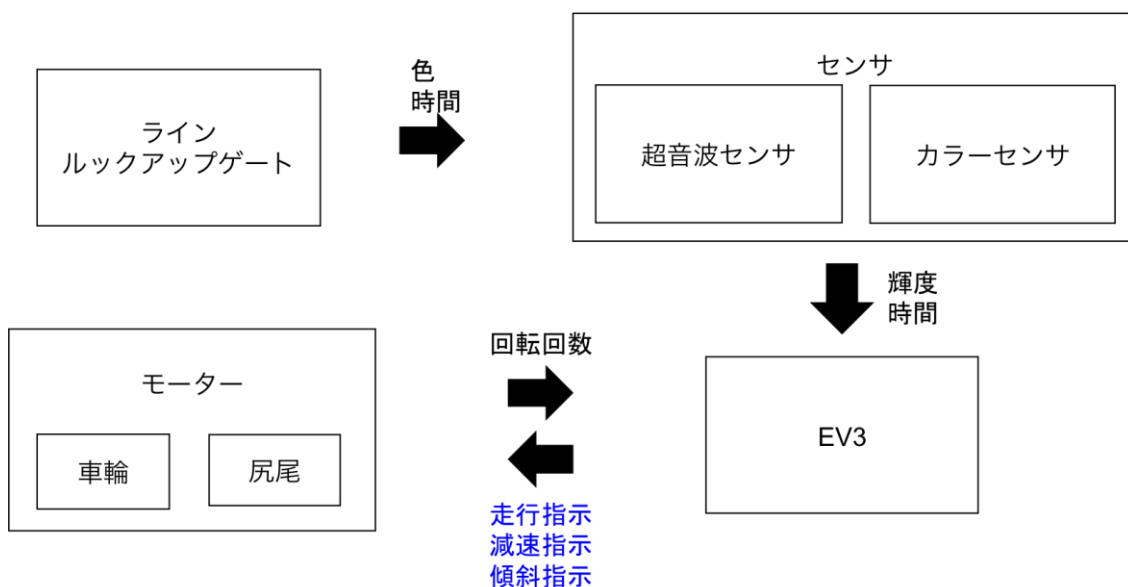 ライン
ルックアップゲート
色
時間
センサ
超音波センサ
カラーセンサ
輝度
時間
モーター
車輪
尻尾
回転回数
走行指示
減速指示
傾斜指示
EV3